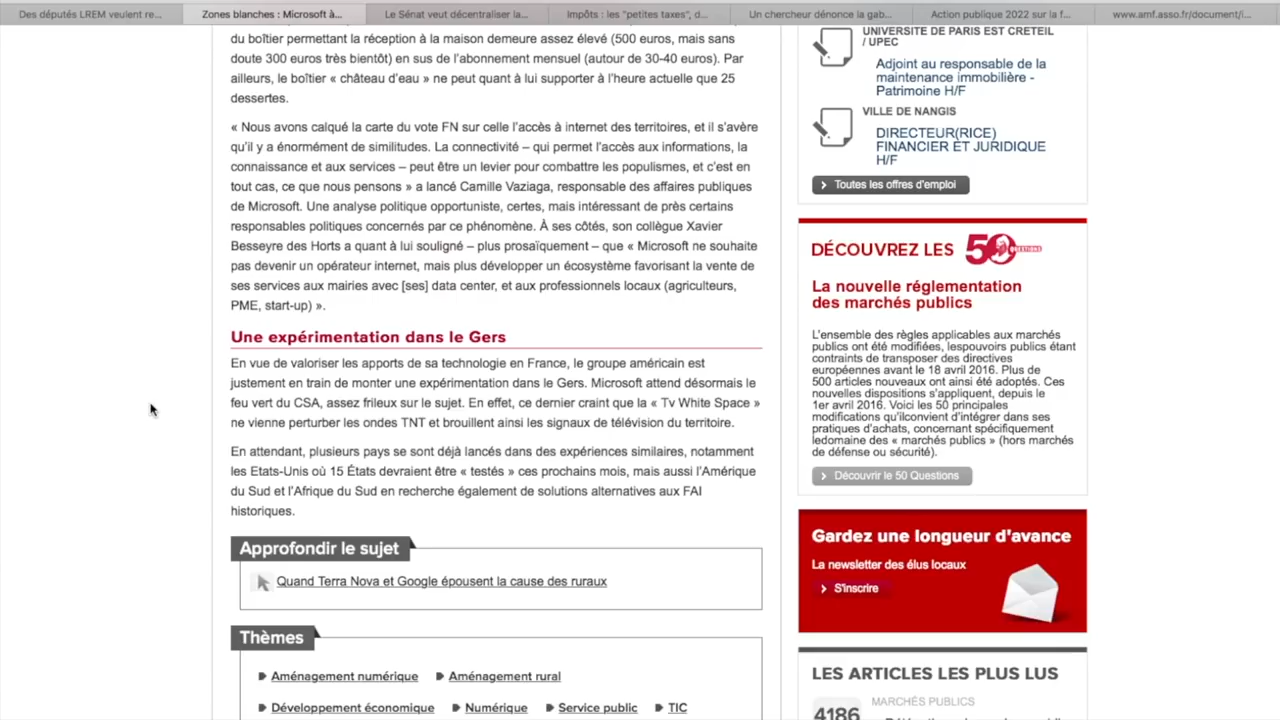 Des députés LREM veulent re...
Zones blanches : Microsoft à...
Le Sénat veut décentraliser la...
Impôts : les "petites taxes", d...
Un chercheur dénonce la gab...
Action publique 2022 sur la f...
www.amf.asso.fr/document/i...
du boîtier permettant la réception à la maison demeure assez élevé (500 euros, mais sans
doute 300 euros très bientôt) en sus de l'abonnement mensuel (autour de 30-40 euros). Par
ailleurs, le boîtier « château d'eau » ne peut quant à lui supporter à l'heure actuelle que 25
dessertes.
« Nous avons calqué la carte du vote FN sur celle l'accès à internet des territoires, et il s'avère
qu'il y a énormément de similitudes. La connectivité – qui permet l'accès aux informations, la
connaissance et aux services – peut être un levier pour combattre les populismes, et c'est en
tout cas, ce que nous pensons » a lancé Camille Vaziaga, responsable des affaires publiques
de Microsoft. Une analyse politique opportuniste, certes, mais intéressant de près certains
responsables politiques concernés par ce phénomène. À ses côtés, son collègue Xavier
Besseyre des Horts a quant à lui souligné – plus prosaïquement – que « Microsoft ne souhaite
pas devenir un opérateur internet, mais plus développer un écosystème favorisant la vente de
ses services aux mairies avec [ses] data center, et aux professionnels locaux (agriculteurs,
PME, start-up) ».
Une expérimentation dans le Gers
En vue de valoriser les apports de sa technologie en France, le groupe américain est
justement en train de monter une expérimentation dans le Gers. Microsoft attend désormais le
feu vert du CSA, assez frileux sur le sujet. En effet, ce dernier craint que la « Tv White Space »
ne vienne perturber les ondes TNT et brouillent ainsi les signaux de télévision du territoire.
En attendant, plusieurs pays se sont déjà lancés dans des expériences similaires, notamment
les Etats-Unis où 15 États devraient être « testés » ces prochains mois, mais aussi l'Amérique
du Sud et l'Afrique du Sud en recherche également de solutions alternatives aux FAI
historiques.
Approfondir le sujet
Quand Terra Nova et Google épousent la cause des ruraux
Thèmes
Aménagement numérique
Aménagement rural
Développement économique
Numérique
Service public
TIC
UNIVERSITE DE PARIS EST CRETEIL
/ UPEC
Adjoint au responsable de la
maintenance immobilière -
Patrimoine H/F
VILLE DE NANGIS
DIRECTEUR(RICE)
FINANCIER ET JURIDIQUE
H/F
Toutes les offres d'emploi
DÉCOUVREZ LES 50 QUESTIONS
La nouvelle réglementation
des marchés publics
L'ensemble des règles applicables aux marchés
publics ont été modifiées, lespouvoirs publics étant
contraints de transposer des directives
européennes avant le 18 avril 2016. Plus de
500 articles nouveaux ont ainsi été adoptés. Ces
nouvelles dispositions s'appliquent, depuis le
1er avril 2016. Voici les 50 principales
modifications qu'ilconvient d'intégrer dans ses
pratiques d'achats, concernant spécifiquement
ledomaine des « marchés publics » (hors marchés
de défense ou sécurité).
Découvrir le 50 Questions
Gardez une longueur d'avance
La newsletter des élus locaux
S'inscrire
LES ARTICLES LES PLUS LUS
MARCHÉS PUBLICS
4186